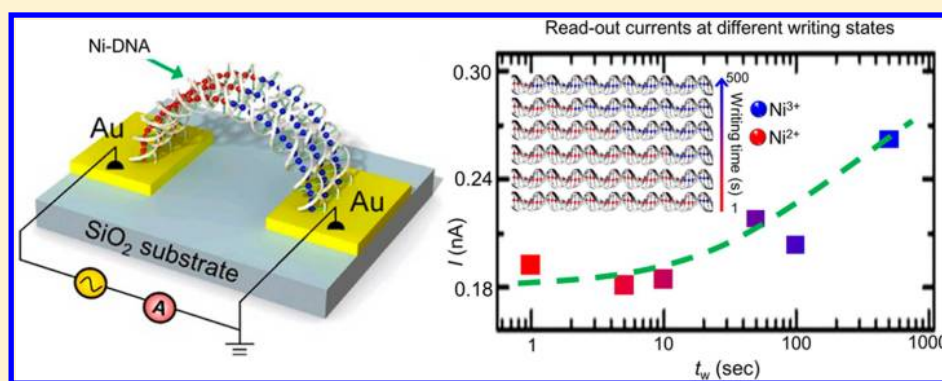 Ni-DNA
Au
Au
SiO₂ substrate
A
Read-out currents at different writing states
0.30
0.24
0.18
I (nA)
500
Writing time (s)
1
Ni³⁺
Ni²⁺
1
10
100
1000
t_w (sec)